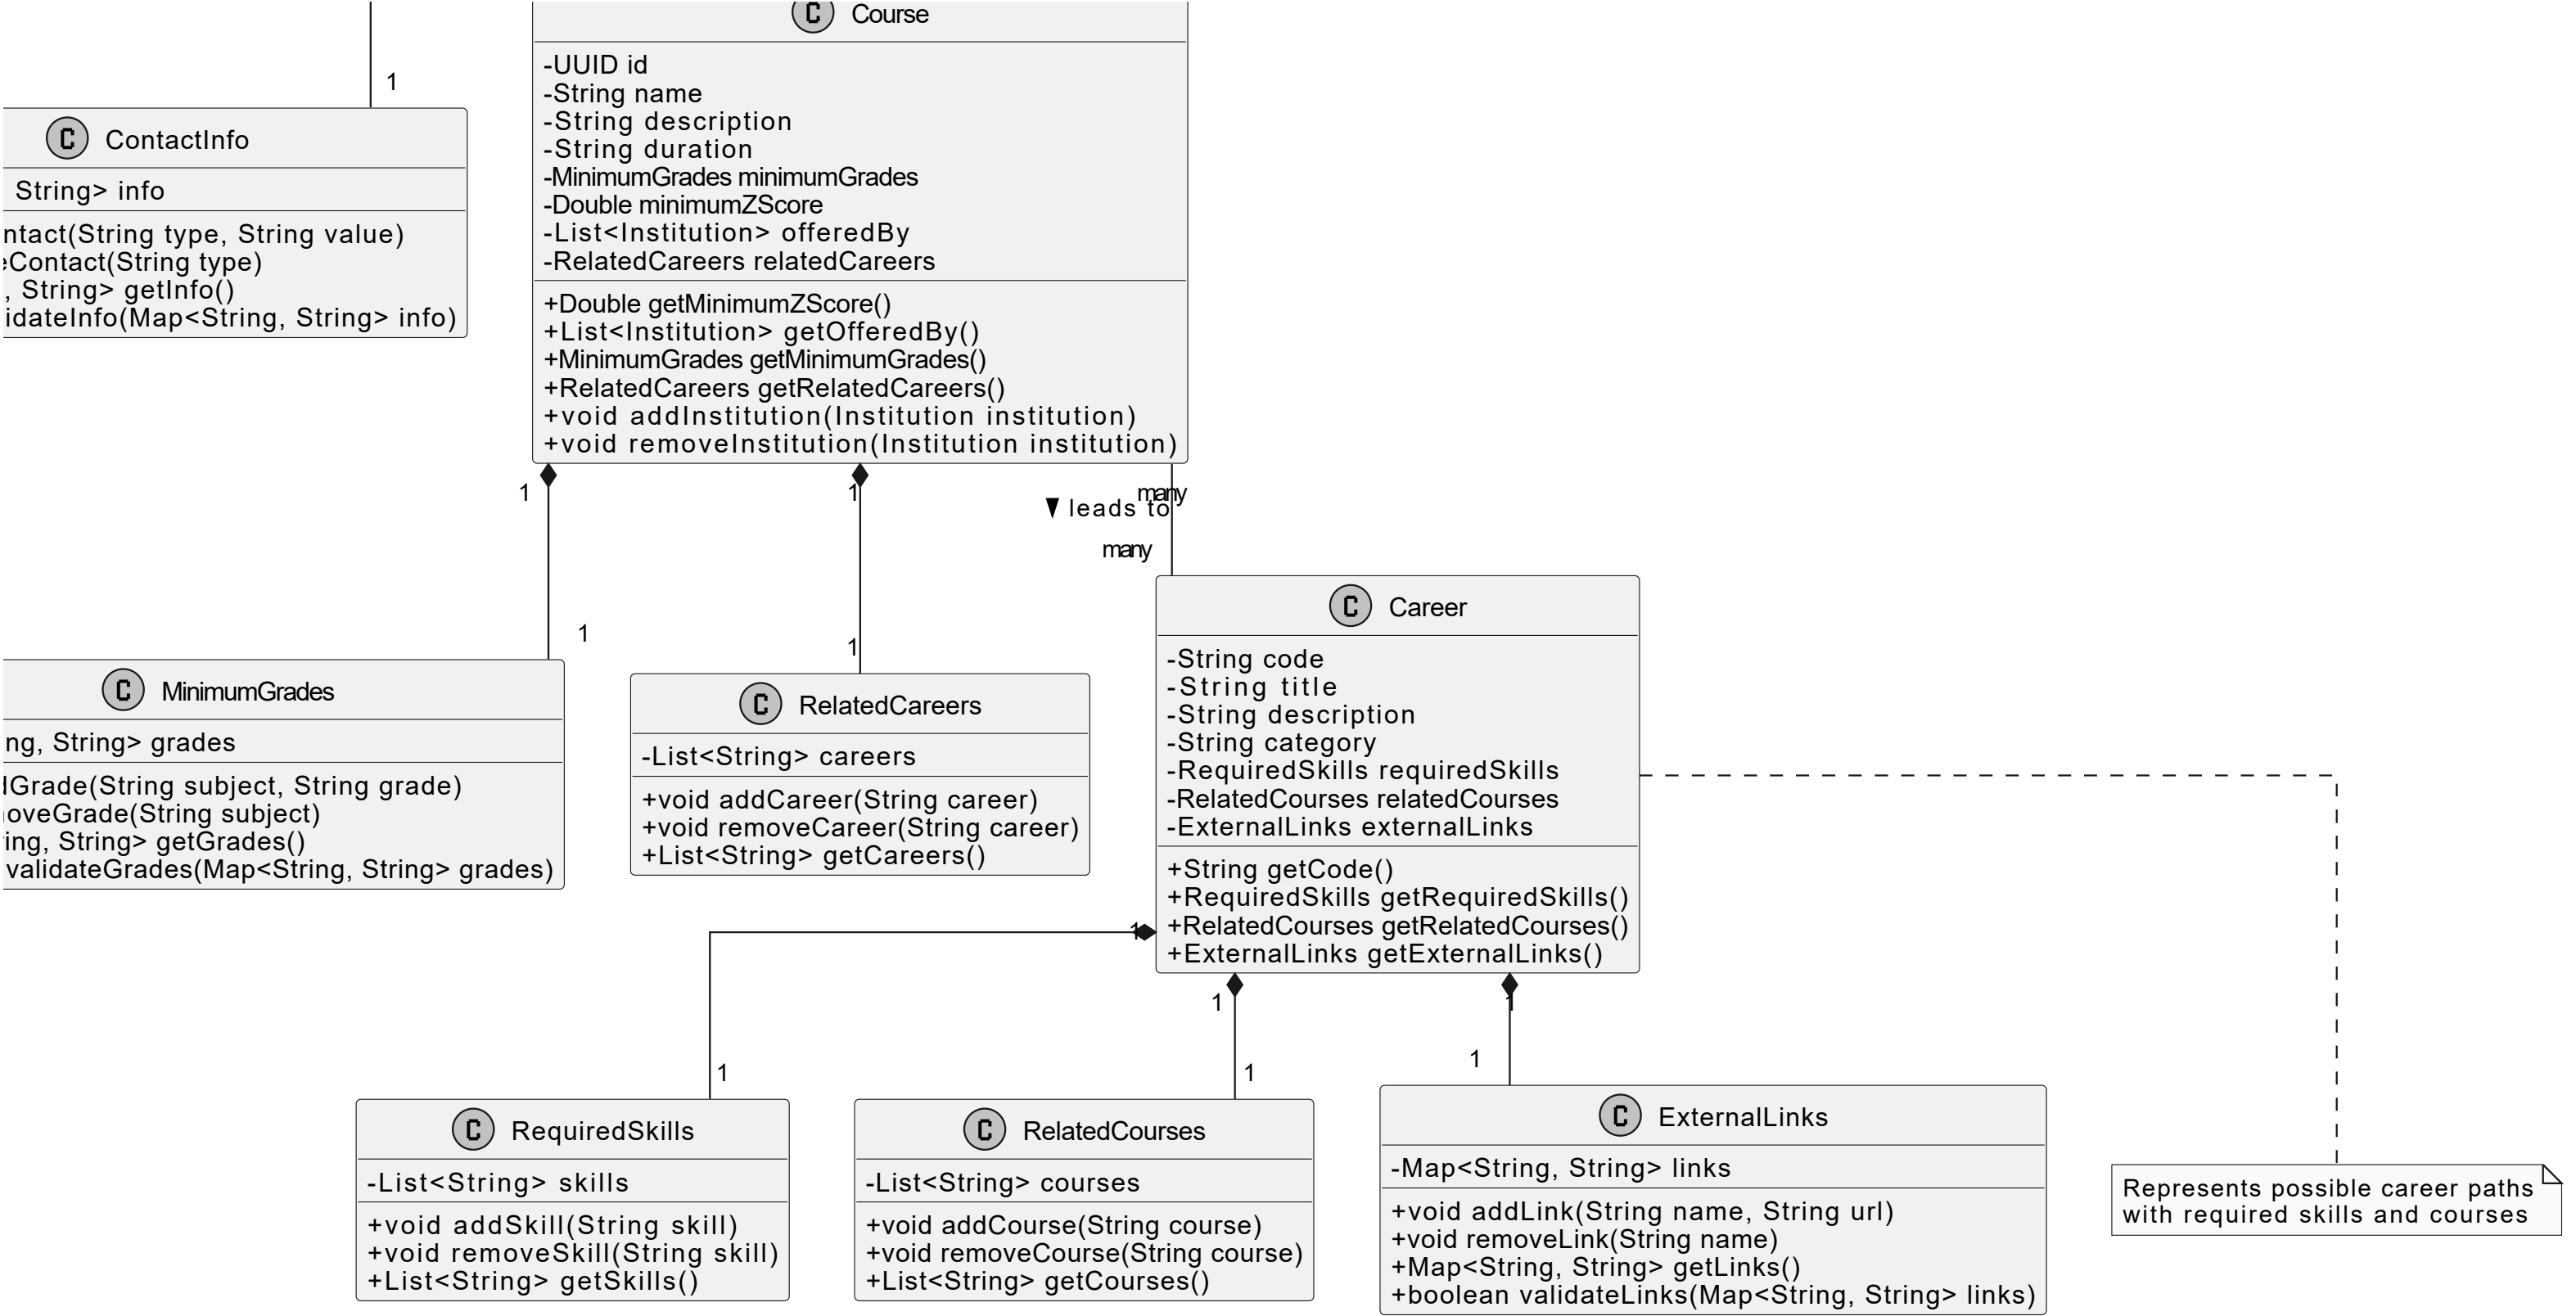 C Course
-UUID id
-String name
-String description
-String duration
-MinimumGrades minimumGrades
-Double minimumZScore
-List<Institution> offeredBy
-RelatedCareers relatedCareers
+Double getMinimumZScore()
+List<Institution> getOfferedBy()
+MinimumGrades getMinimumGrades()
+RelatedCareers getRelatedCareers()
+void addInstitution(Institution institution)
+void removeInstitution(Institution institution)
1
C ContactInfo
String> info
ntact(String type, String value)
Contact(String type)
, String> getInfo()
idateInfo(Map<String, String> info)
1
1
many
leads to
many
1
1
C MinimumGrades
ng, String> grades
Grade(String subject, String grade)
oveGrade(String subject)
ing, String> getGrades()
validateGrades(Map<String, String> grades)
C RelatedCareers
-List<String> careers
+void addCareer(String career)
+void removeCareer(String career)
+List<String> getCareers()
C Career
-String code
-String title
-String description
-String category
-RequiredSkills requiredSkills
-RelatedCourses relatedCourses
-ExternalLinks externalLinks
+String getCode()
+RequiredSkills getRequiredSkills()
+RelatedCourses getRelatedCourses()
+ExternalLinks getExternalLinks()
1
1
1
1
1
1
C RequiredSkills
-List<String> skills
+void addSkill(String skill)
+void removeSkill(String skill)
+List<String> getSkills()
C RelatedCourses
-List<String> courses
+void addCourse(String course)
+void removeCourse(String course)
+List<String> getCourses()
C ExternalLinks
-Map<String, String> links
+void addLink(String name, String url)
+void removeLink(String name)
+Map<String, String> getLinks()
+boolean validateLinks(Map<String, String> links)
Represents possible career paths
with required skills and courses